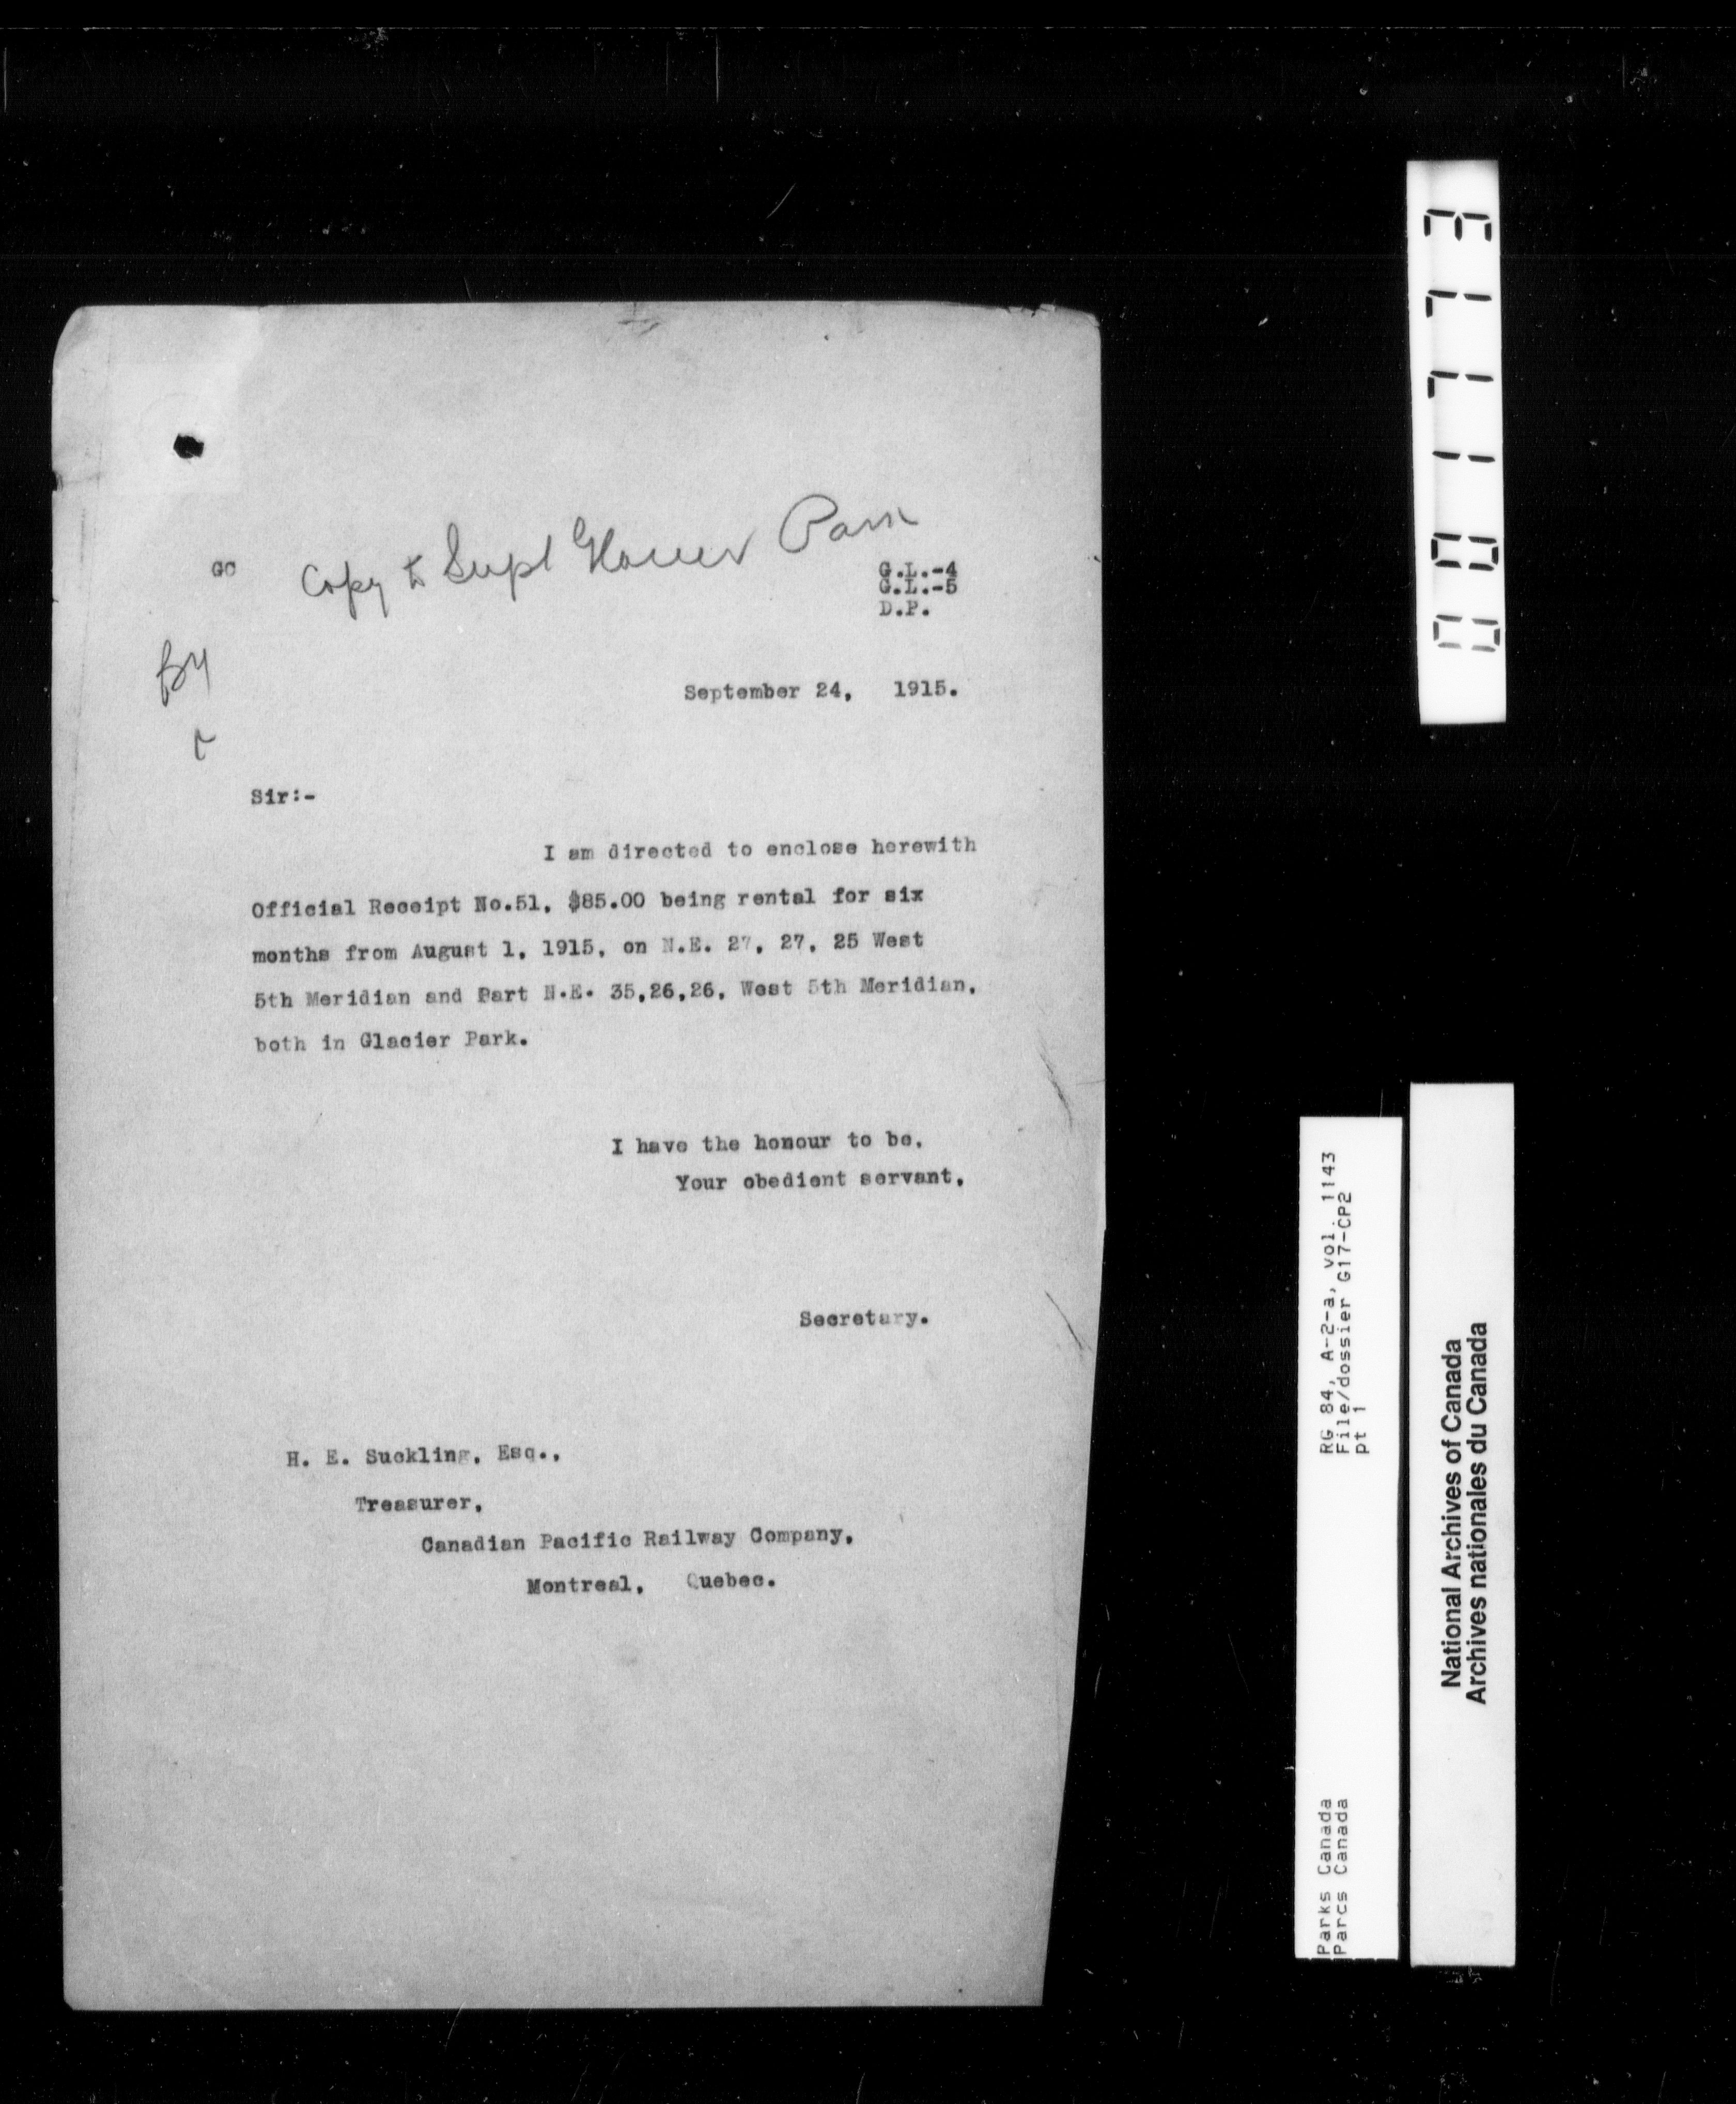 Copy to Supt Glacier Park
GO
G.L.-4
G.L.-5
D.P.
September 24, 1915.
Sir:-
I am directed to enclose herewith
Official Receipt No.51, $85.00 being rental for six
months from August 1, 1915, on N.E. 27, 27, 25 West
5th Meridian and Part N.E. 35,26,26, West 5th Meridian,
both in Glacier Park.
I have the honour to be,
Your obedient servant,
Secretary.
H. E. Suckling, Esq.,
Treasurer,
Canadian Pacific Railway Company,
Montreal, Quebec.
001773
RG 84, A-2-a, vol. 1143
File/dossier G17-CP2
pt 1
Parks Canada
Parcs Canada
National Archives of Canada
Archives nationales du Canada